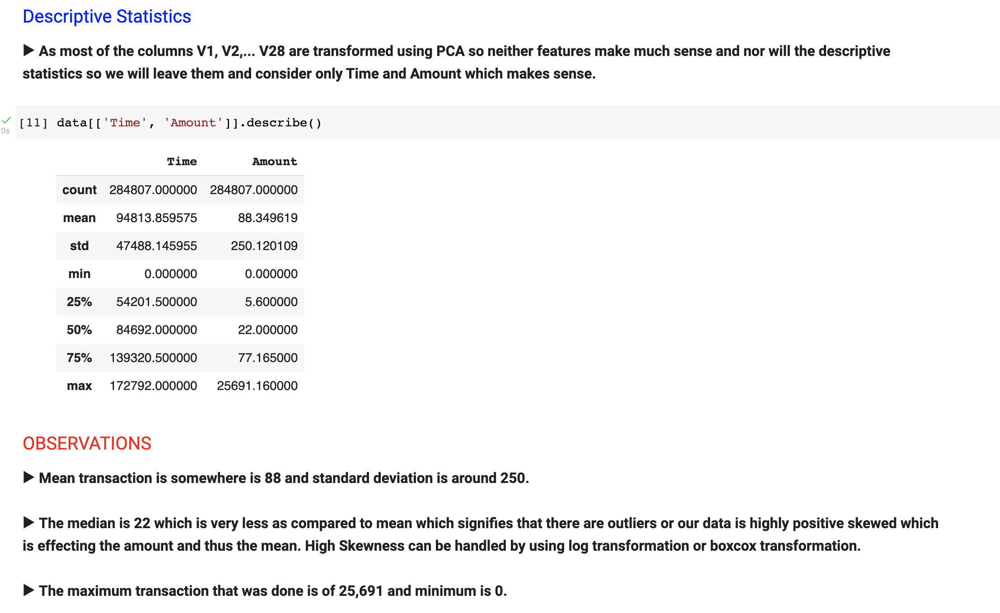 Descriptive Statistics
▶ As most of the columns V1, V2,... V28 are transformed using PCA so neither features make much sense and nor will the descriptive
statistics so we will leave them and consider only Time and Amount which makes sense.
[11] data[['Time', 'Amount']].describe()
0s
Time Amount
count 284807.000000 284807.000000
mean 94813.859575 88.349619
std 47488.145955 250.120109
min 0.000000 0.000000
25% 54201.500000 5.600000
50% 84692.000000 22.000000
75% 139320.500000 77.165000
max 172792.000000 25691.160000
OBSERVATIONS
▶ Mean transaction is somewhere is 88 and standard deviation is around 250.
▶ The median is 22 which is very less as compared to mean which signifies that there are outliers or our data is highly positive skewed which
is effecting the amount and thus the mean. High Skewness can be handled by using log transformation or boxcox transformation.
▶ The maximum transaction that was done is of 25,691 and minimum is 0.